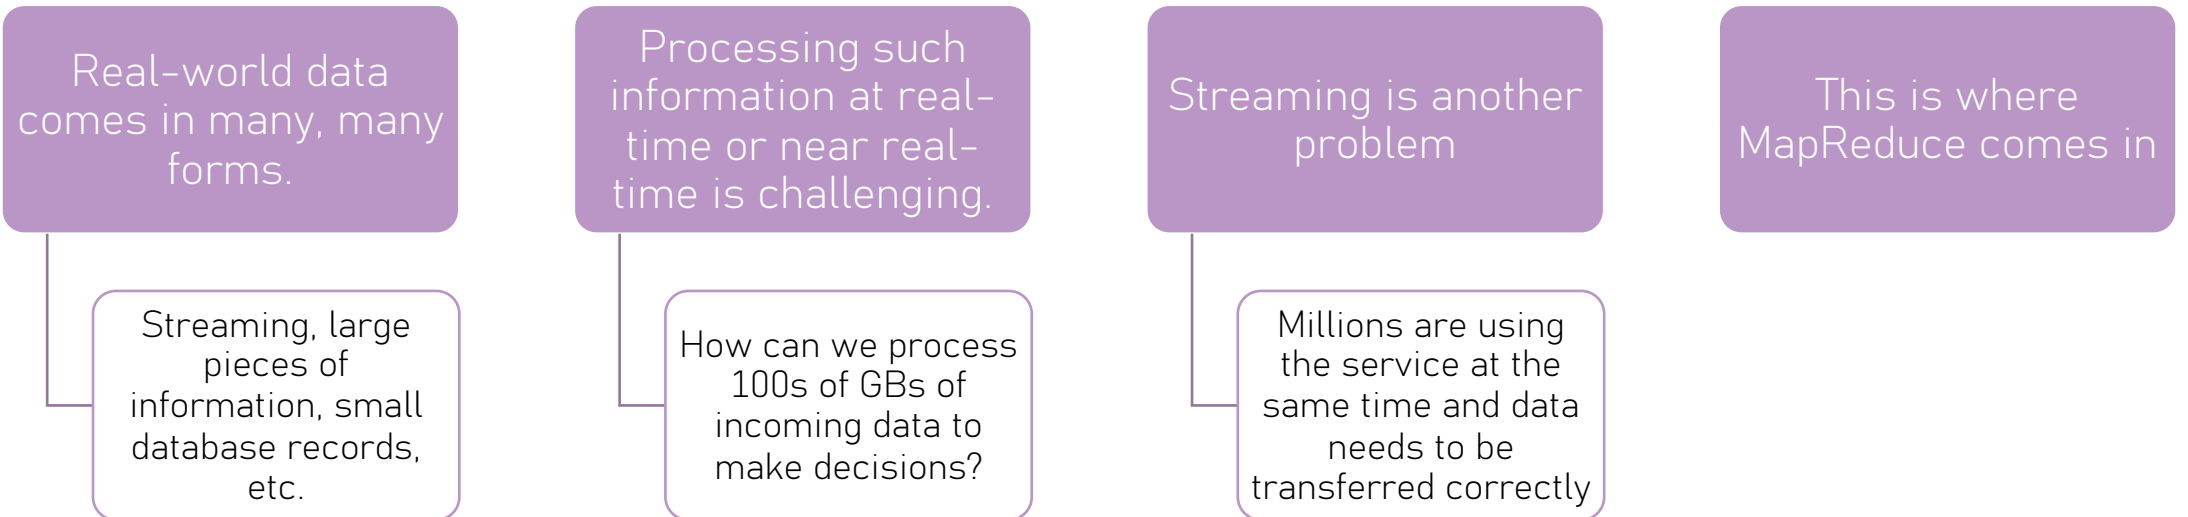 Real-world data
comes in many, many
forms.
Streaming, large
pieces of
information, small
database records,
etc.
Processing such
information at real-
time or near real-
time is challenging.
How can we process
100s of GBs of
incoming data to
make decisions?
Streaming is another
problem
Millions are using
the service at the
same time and data
needs to be
transferred correctly
This is where
MapReduce comes in